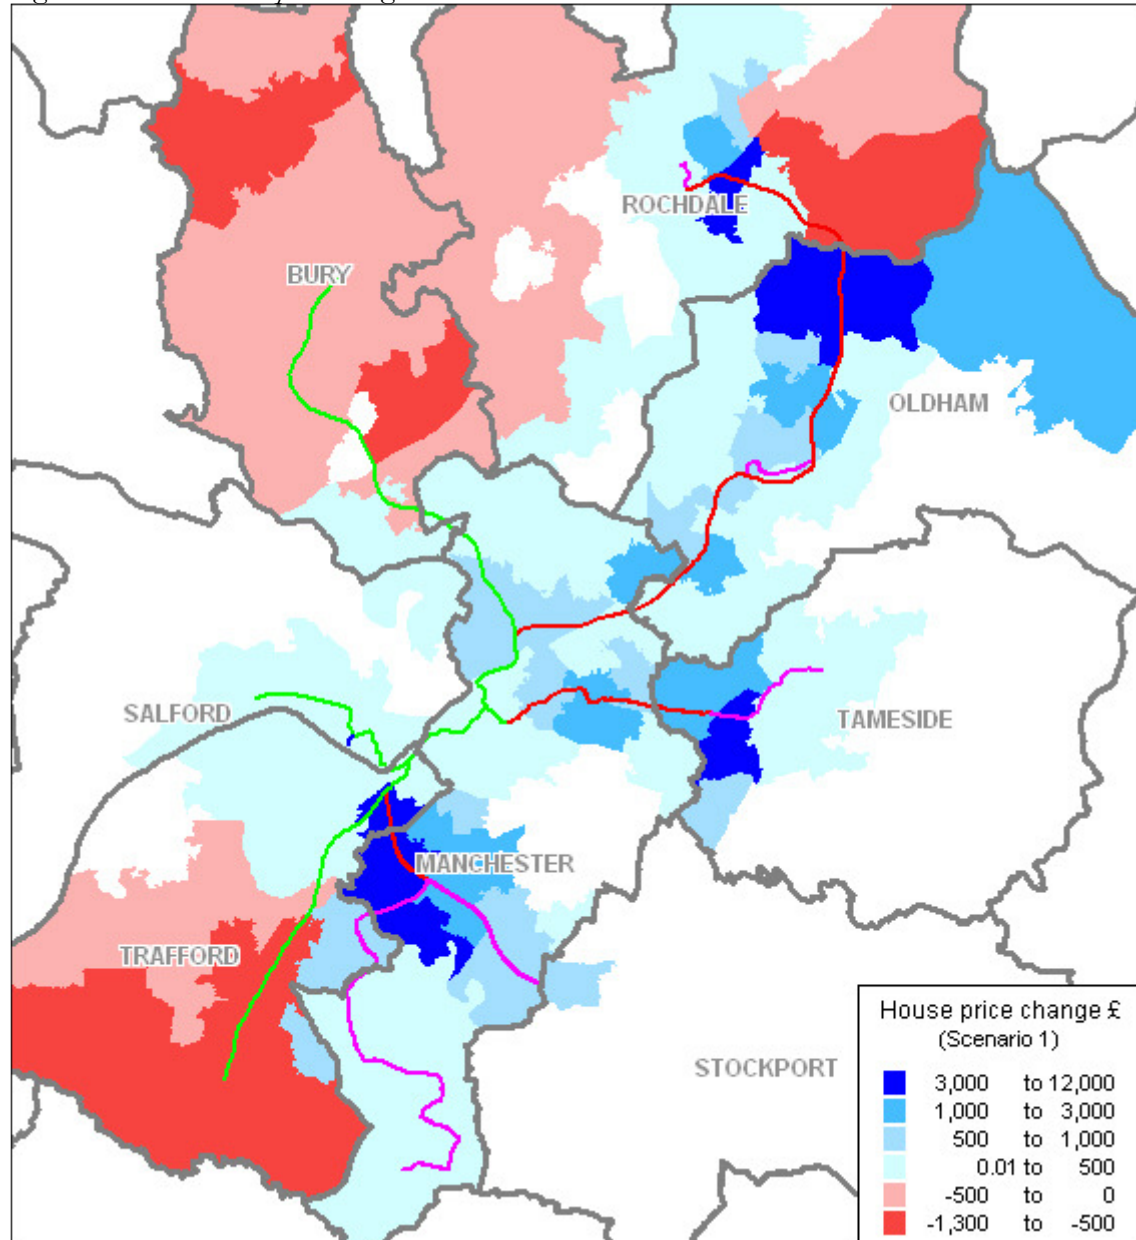 ROCHDALE
BURY
OLDHAM
SALFORD
TAMESIDE
MANCHESTER
TRAFFORD
STOCKPORT
House price change £
(Scenario 1)
3,000 to 12,000
1,000 to 3,000
500 to 1,000
0.01 to 500
-500 to 0
-1,300 to -500